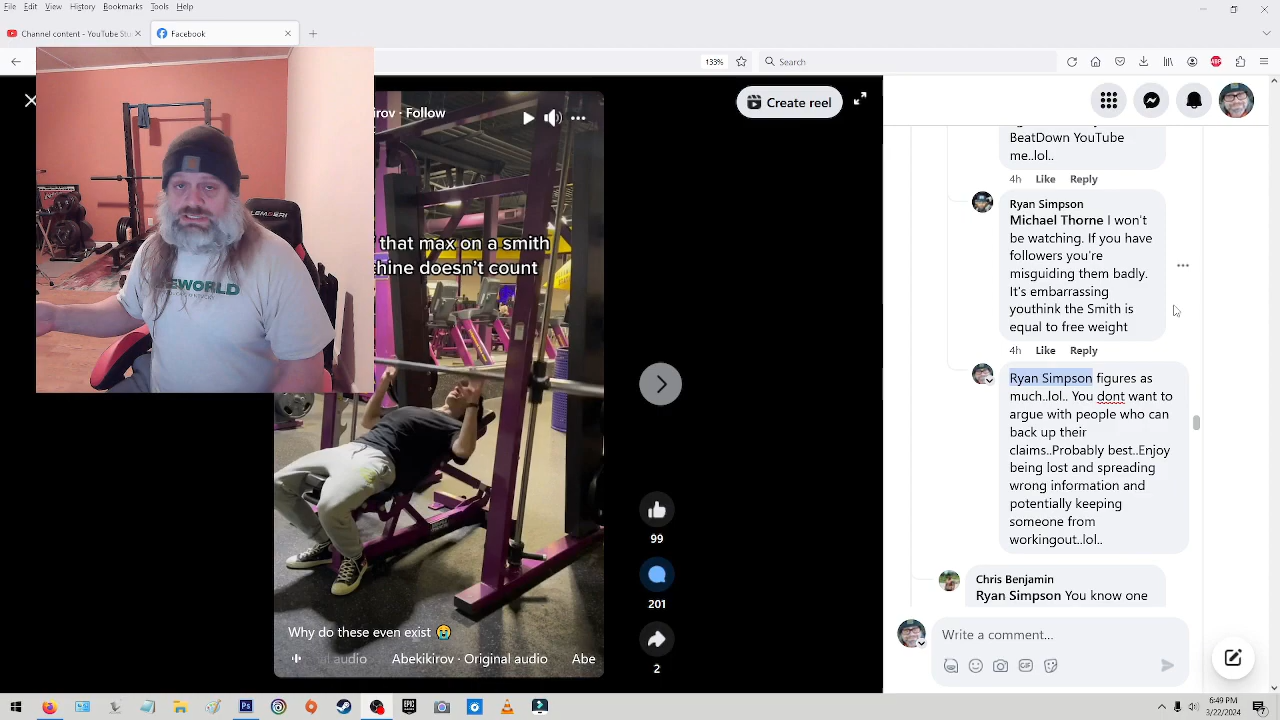 File Edit View History Bookmarks Tools Help
Channel content - YouTube Stu
Facebook
133%
Search
irov · Follow
Create reel
that max on a smith
hine doesn't count
99
201
2
Why do these even exist 😭
al audio Abekikirov · Original audio Abe
BeatDown YouTube
me.lol..
4h Like Reply
Ryan Simpson
Michael Thorne I won't
be watching. If you have
followers you're
misguiding them badly.
It's embarrassing
youthink the Smith is
equal to free weight
4h Like Reply
Ryan Simpson figures as
much..lol.. You dont want to
argue with people who can
back up their
claims..Probably best..Enjoy
being lost and spreading
wrong information and
potentially keeping
someone from
workingout..lol..
Chris Benjamin
Ryan Simpson You know one
Write a comment...
GIF
6:49 PM
3/22/2024